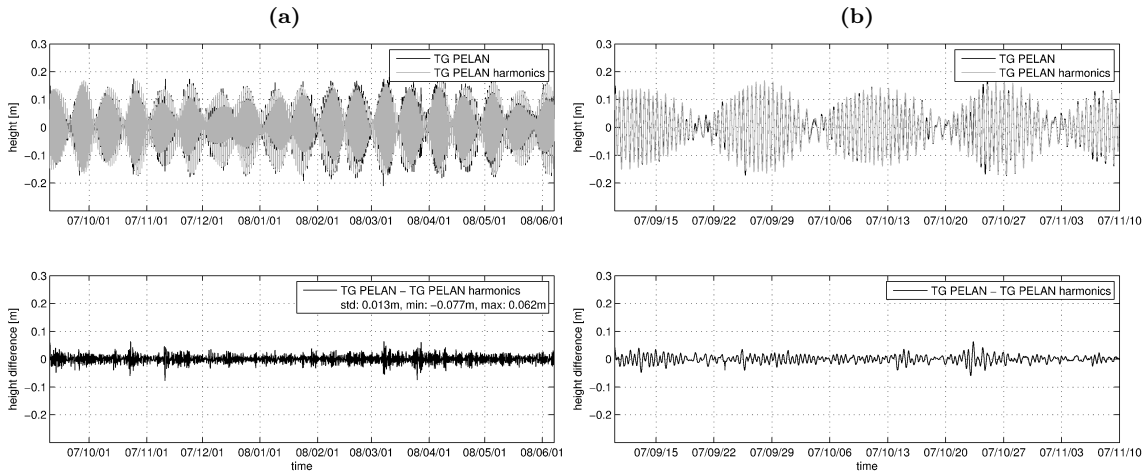 (a)
0.3
0.2
0.1
0
−0.1
−0.2
height [m]
TG PELAN
TG PELAN harmonics
07/10/01 07/11/01 07/12/01 08/01/01 08/02/01 08/03/01 08/04/01 08/05/01 08/06/01
(b)
0.3
0.2
0.1
0
−0.1
−0.2
height [m]
TG PELAN
TG PELAN harmonics
07/09/15 07/09/22 07/09/29 07/10/06 07/10/13 07/10/20 07/10/27 07/11/03 07/11/10
0.3
0.2
0.1
0
−0.1
−0.2
height difference [m]
TG PELAN − TG PELAN harmonics
std: 0.013m, min: −0.077m, max: 0.062m
07/10/01 07/11/01 07/12/01 08/01/01 08/02/01 08/03/01 08/04/01 08/05/01 08/06/01
time
0.3
0.2
0.1
0
−0.1
−0.2
height difference [m]
TG PELAN − TG PELAN harmonics
07/09/15 07/09/22 07/09/29 07/10/06 07/10/13 07/10/20 07/10/27 07/11/03 07/11/10
time